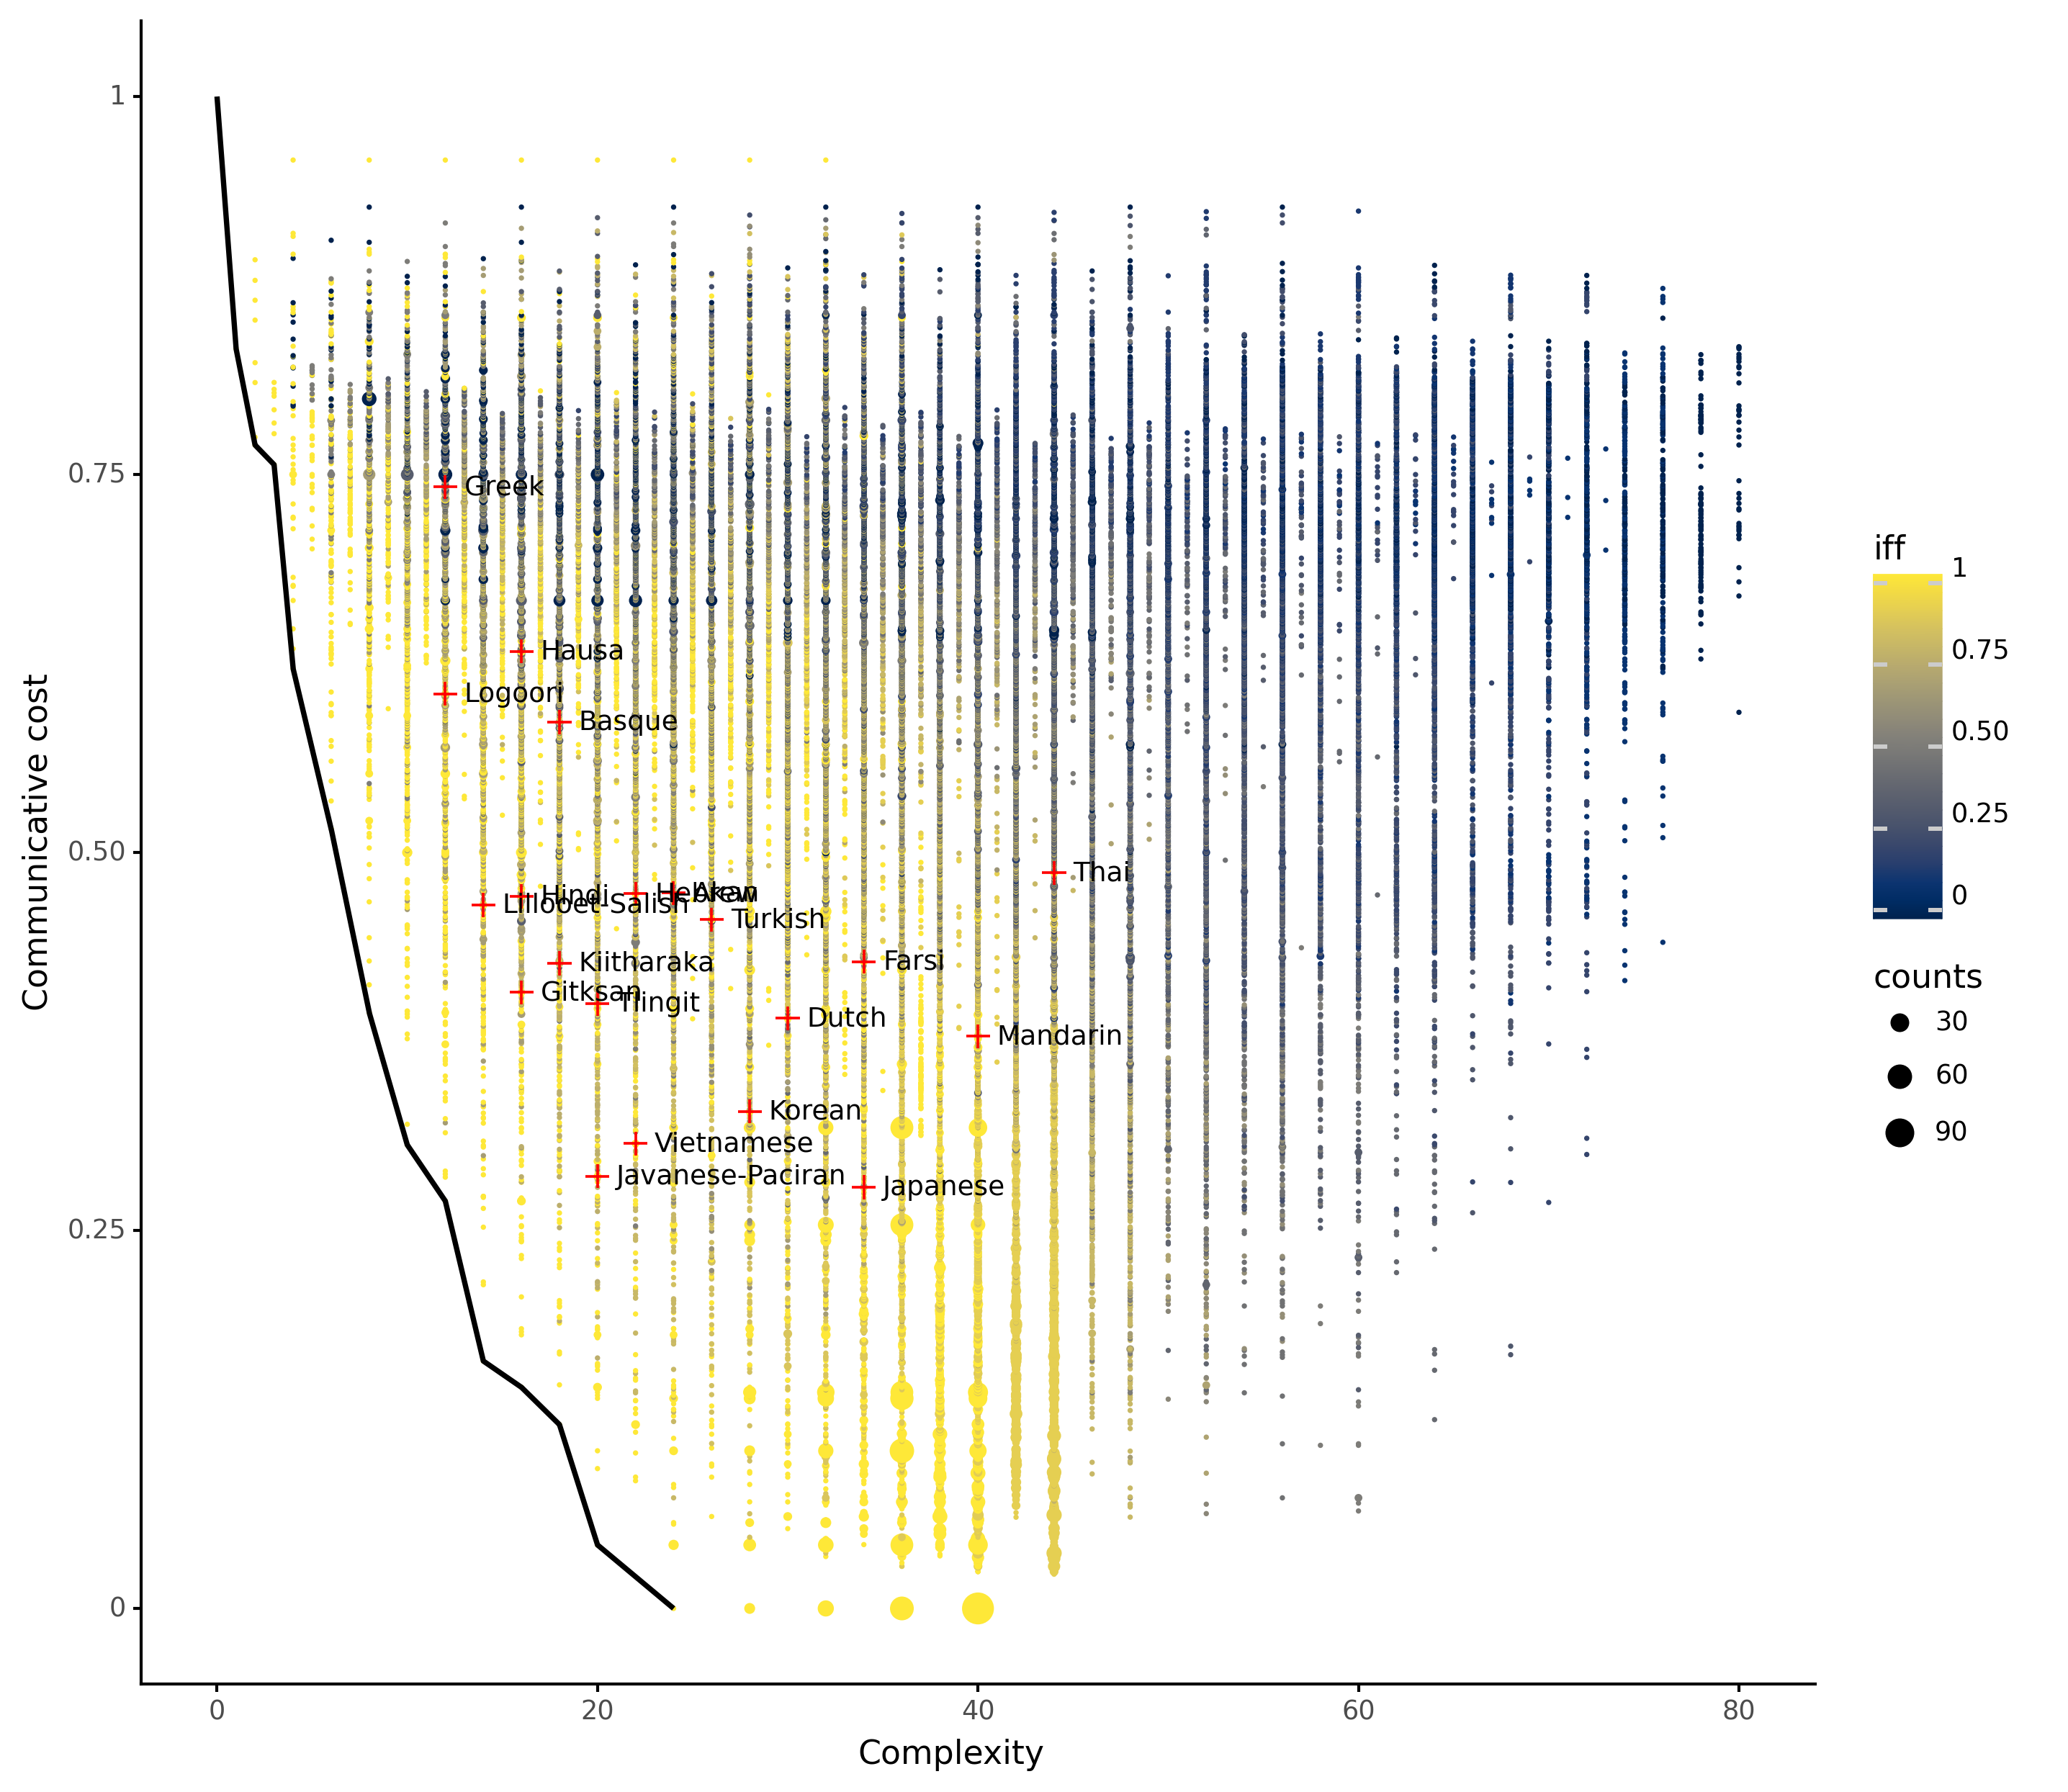 1
0.75
0.50
0.25
0
Communicative cost
Greek
Hausa
Logoori
Basque
Thai
Hindi
Hebrew
Akan
Lillooet-Salish
Turkish
Kiitharaka
Farsi
Gitksan
Tlingit
Dutch
Mandarin
Korean
Vietnamese
Javanese-Paciran
Japanese
0
20
40
60
80
Complexity
iff
1
0.75
0.50
0.25
0
counts
30
60
90